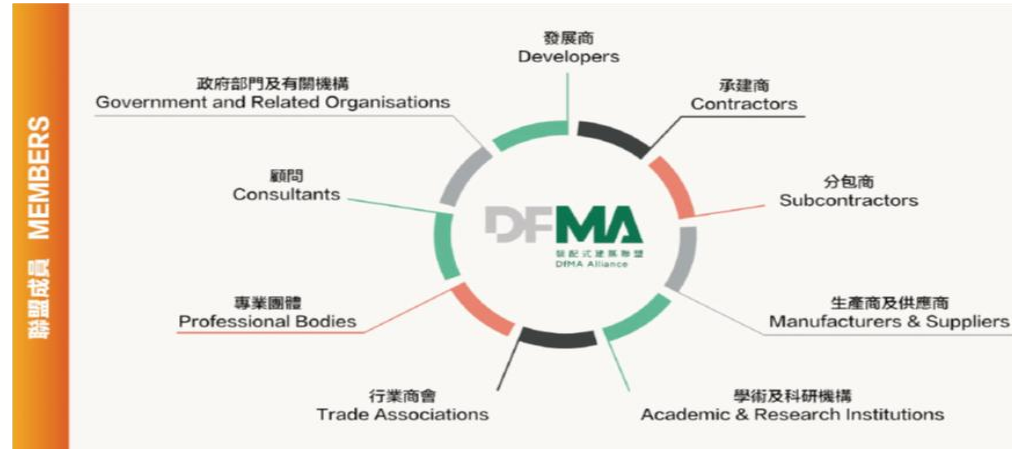 聯盟成員 MEMBERS
發展商
Developers
承建商
Contractors
分包商
Subcontractors
生產商及供應商
Manufacturers & Suppliers
學術及科研機構
Academic & Research Institutions
行業商會
Trade Associations
專業團體
Professional Bodies
顧問
Consultants
政府部門及有關機構
Government and Related Organisations
DFMA
裝配式建築聯盟
DfMA Alliance